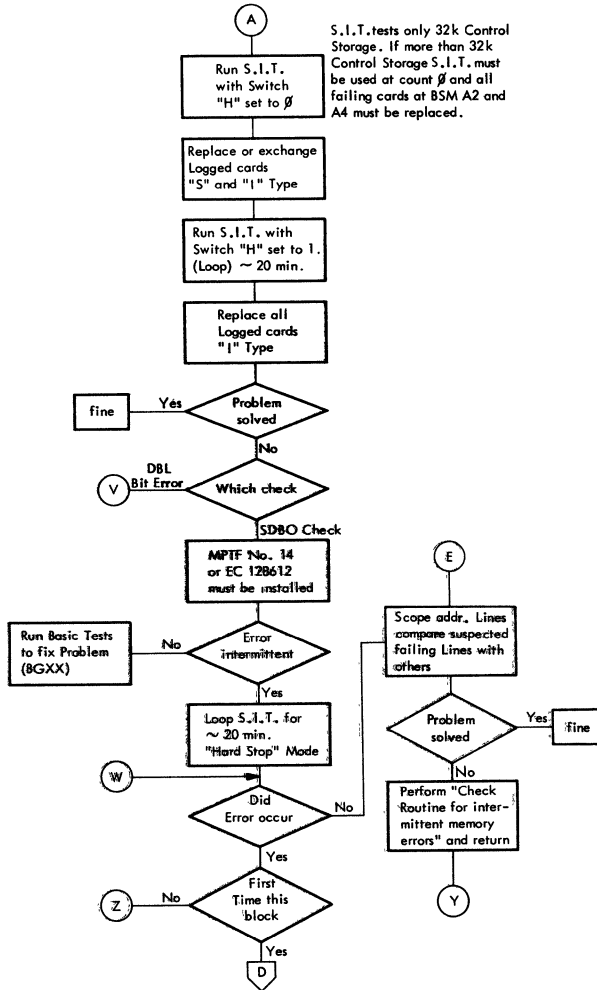 A
S.I.T. tests only 32k Control
Storage. If more than 32k
Control Storage S.I.T. must
be used at count Ø and all
failing cards at BSM A2 and
A4 must be replaced.
Run S.I.T.
with Switch
"H" set to Ø
Replace or exchange
Logged cards
"S" and "I" Type
Run S.I.T. with
Switch "H" set to 1.
(Loop) ~ 20 min.
Replace all
Logged cards
"I" Type
Problem
solved
Yes
fine
No
Which check
DBL
Bit Error
V
SDBO Check
MPTF No. 14
or EC 128612
must be installed
Error
intermittent
No
Run Basic Tests
to fix Problem
(BGXX)
Yes
Loop S.I.T. for
~ 20 min.
"Hard Stop" Mode
W
Did
Error occur
No
Yes
First
Time this
block
No
Z
Yes
D
E
Scope addr. Lines
compare suspected
failing Lines with
others
Problem
solved
Yes
fine
No
Perform "Check
Routine for inter-
mittent memory
errors" and return
Y